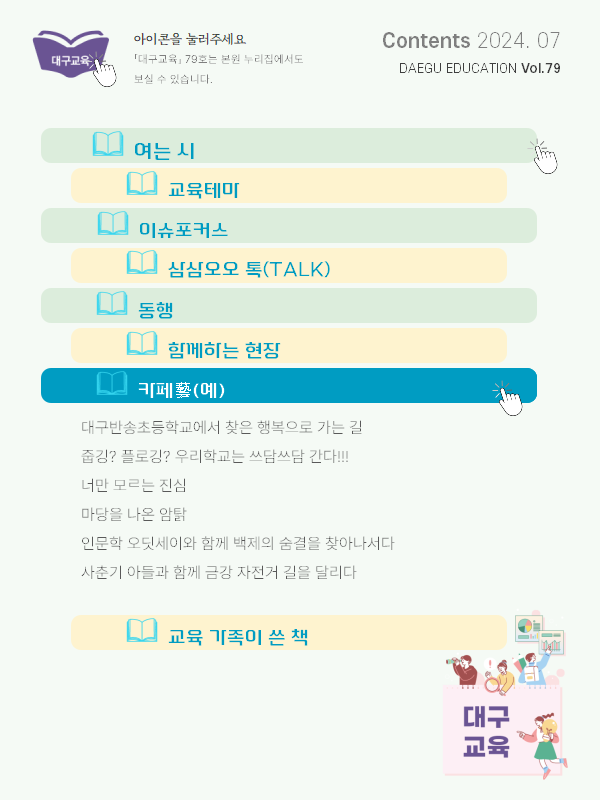 대구교육
아이콘을 눌러주세요
「대구교육」 79호는 본원 누리집에서도
보실 수 있습니다.
Contents 2024. 07
DAEGU EDUCATION Vol.79
여는 시
교육테마
이슈포커스
삼삼오오 톡(TALK)
동행
함께하는 현장
카페藝(예)
대구반송초등학교에서 찾은 행복으로 가는 길
줍깅? 플로깅? 우리학교는 쓰담쓰담 간다!!!
너만 모르는 진심
마당을 나온 암탉
인문학 오딧세이와 함께 백제의 숨결을 찾아나서다
사춘기 아들과 함께 금강 자전거 길을 달리다
교육 가족이 쓴 책
대구
교육